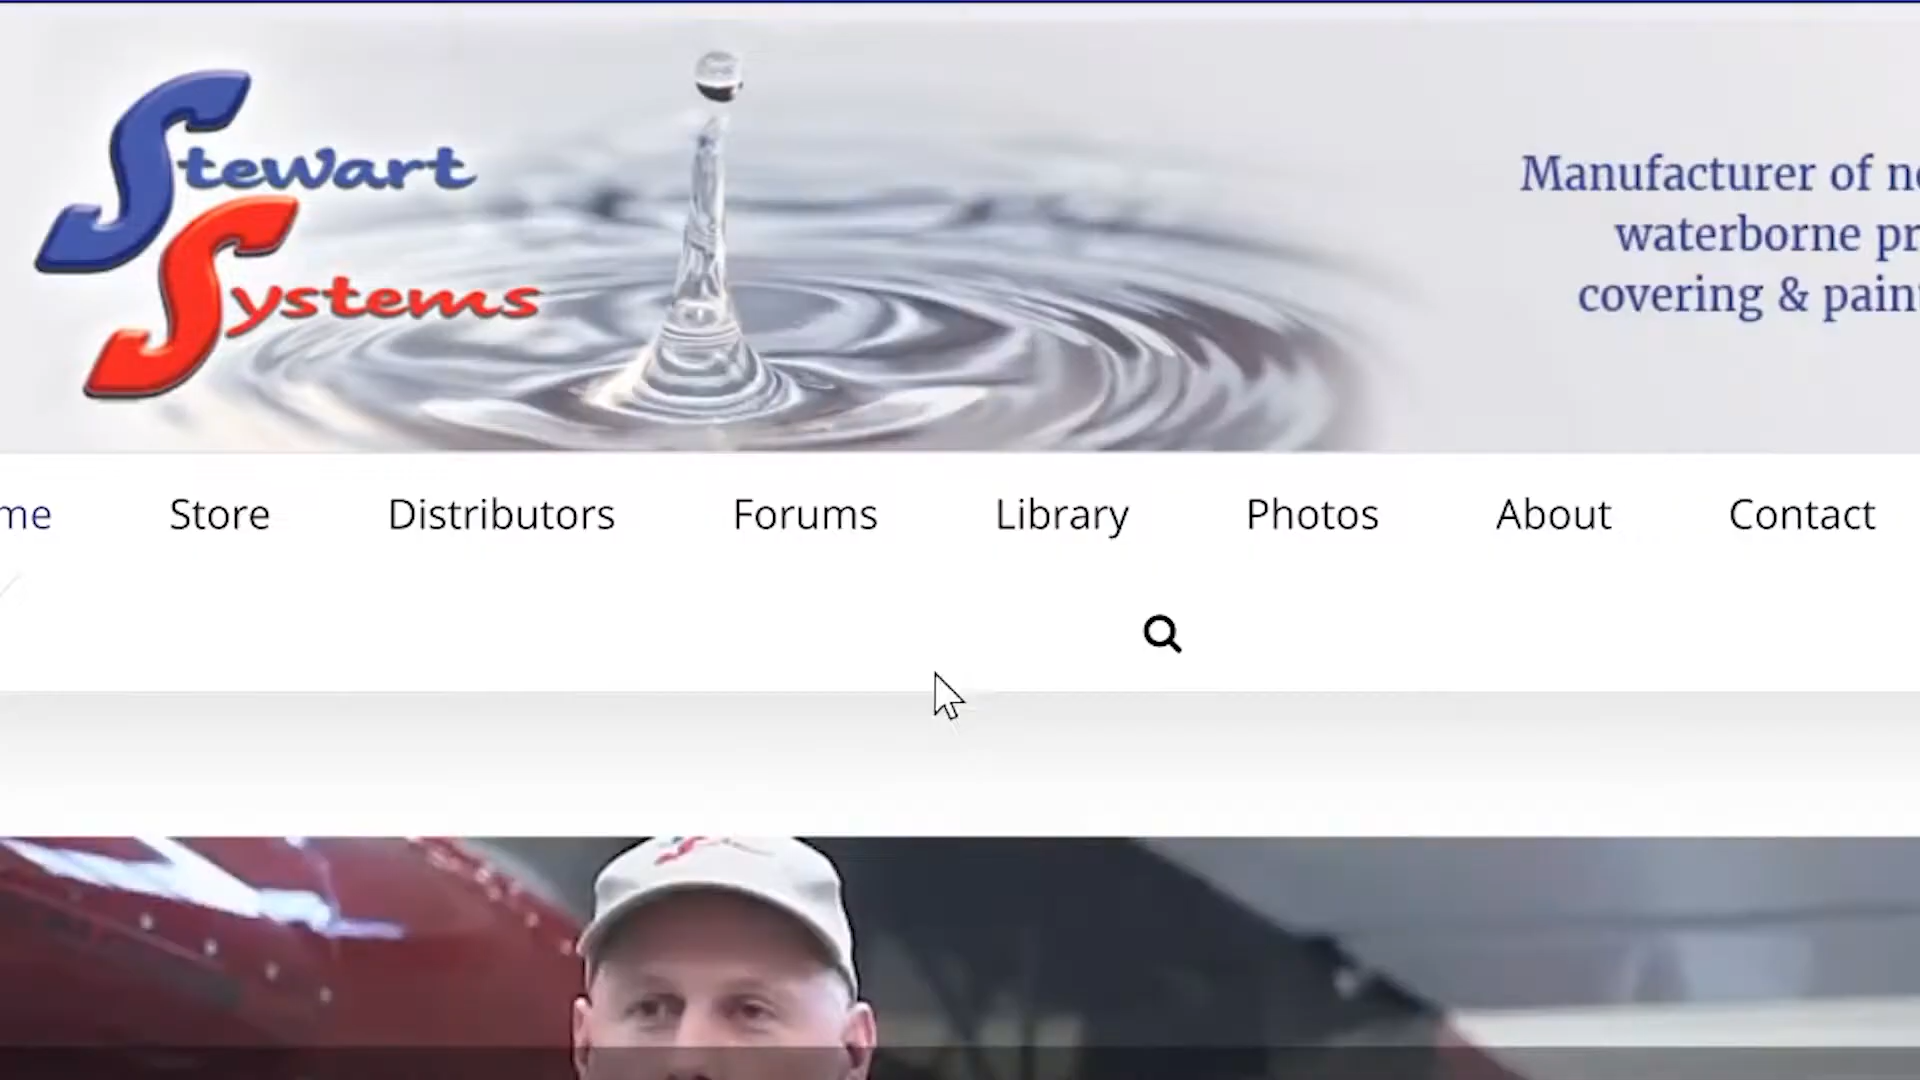 Stewart
Systems
Manufacturer of
waterborne
covering &
Store Distributors Forums Library Photos About Contact